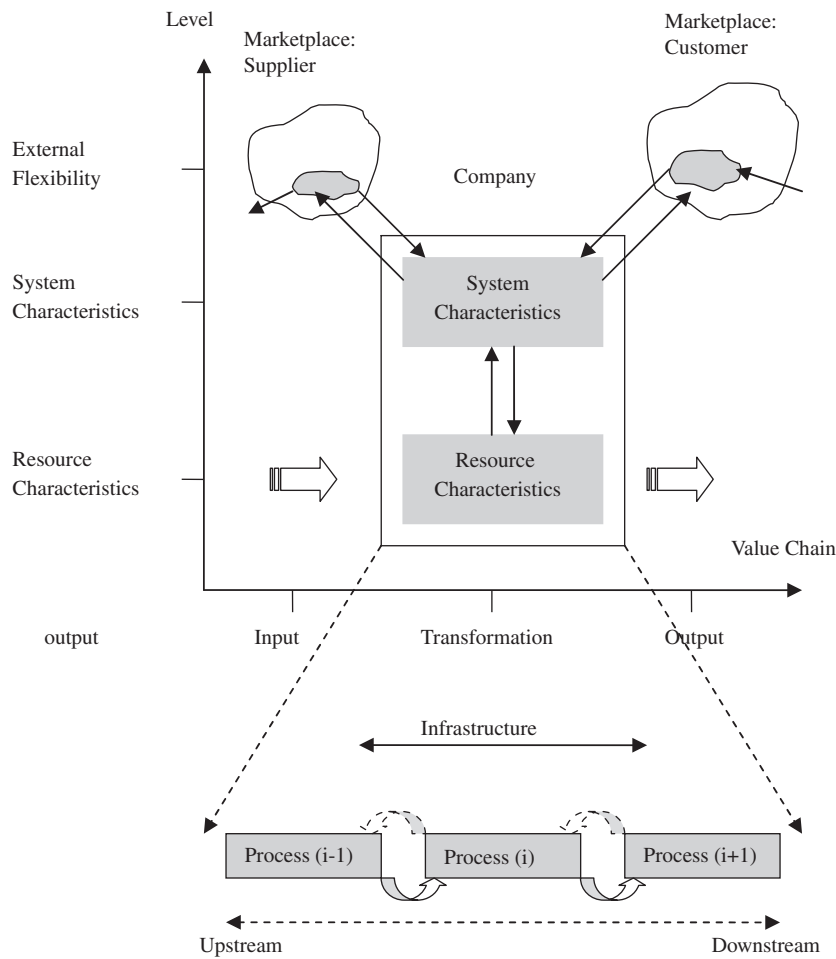 Level
Marketplace:
Supplier
Marketplace:
Customer
External
Flexibility
Company
System
Characteristics
System
Characteristics
Resource
Characteristics
Resource
Characteristics
Value Chain
output
Input
Transformation
Output
Infrastructure
Process (i-1)
Process (i)
Process (i+1)
Upstream
Downstream